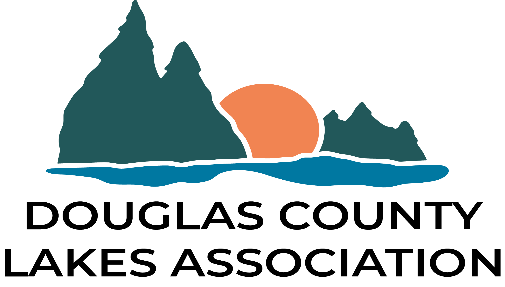 DOUGLAS COUNTY
LAKES ASSOCIATION